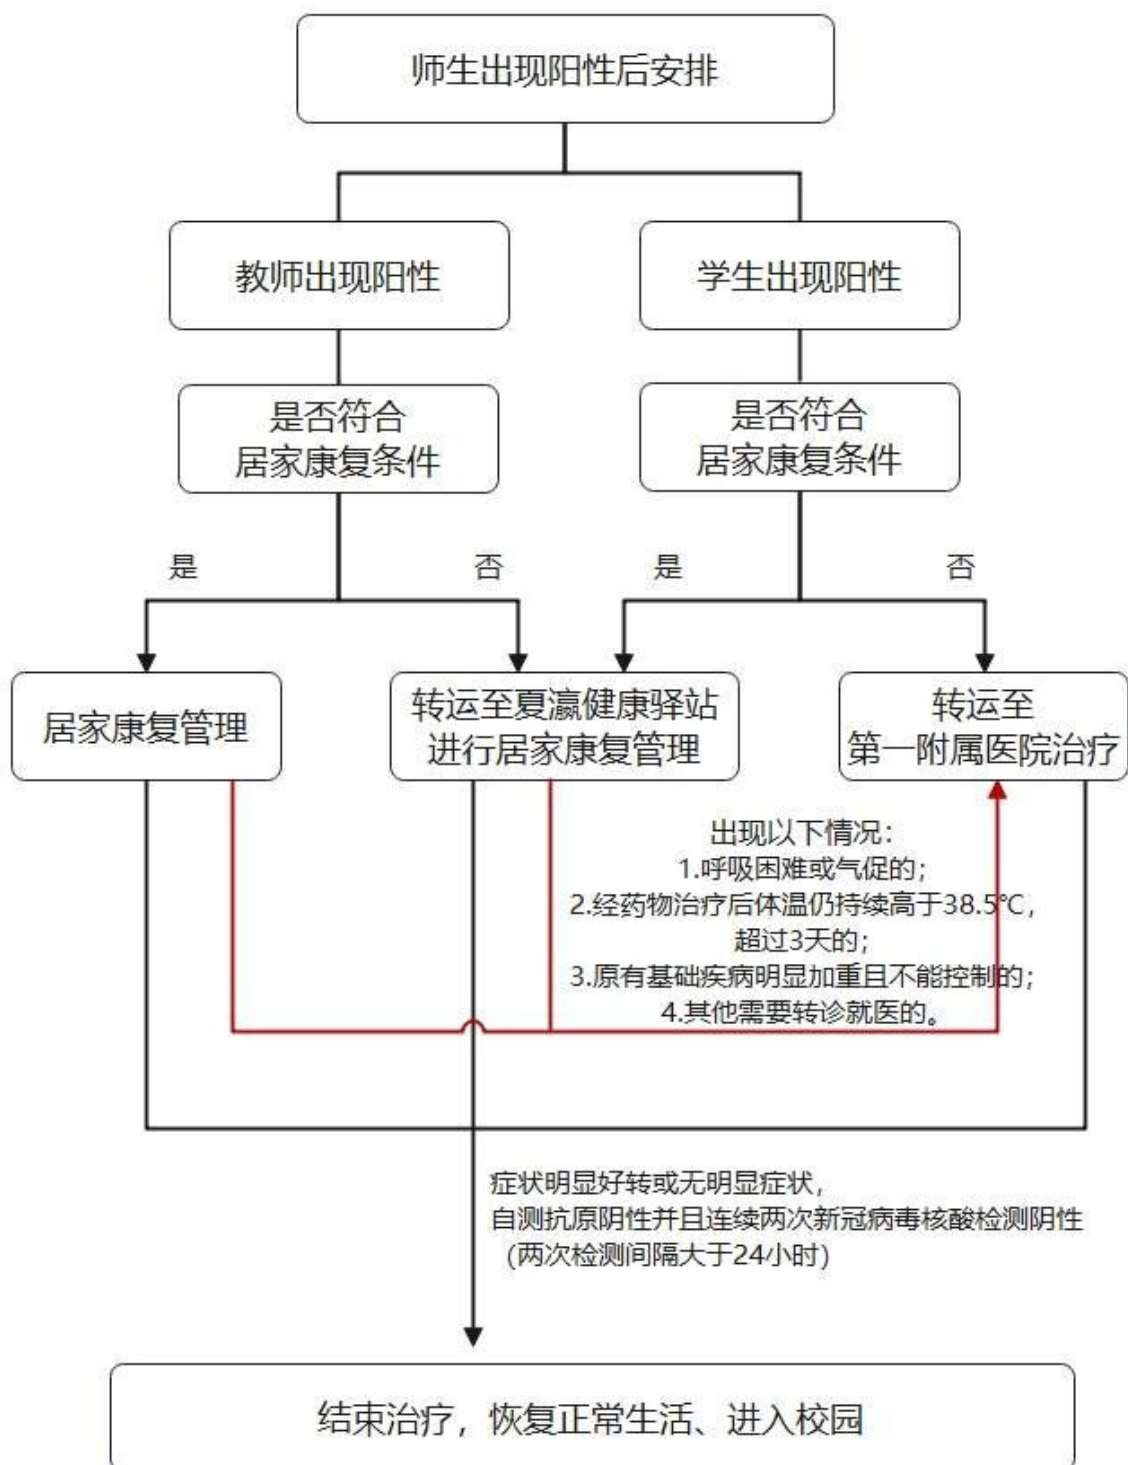 师生出现阳性后安排
教师出现阳性
学生出现阳性
是否符合
居家康复条件
是否符合
居家康复条件
是
否
是
否
居家康复管理
转运至夏瀛健康驿站
进行居家康复管理
转运至
第一附属医院治疗
出现以下情况：
1.呼吸困难或气促的；
2.经药物治疗后体温仍持续高于38.5℃，
超过3天的；
3.原有基础疾病明显加重且不能控制的；
4.其他需要转诊就医的。
症状明显好转或无明显症状，
自测抗原阴性并且连续两次新冠病毒核酸检测阴性
（两次检测间隔大于24小时）
结束治疗，恢复正常生活、进入校园